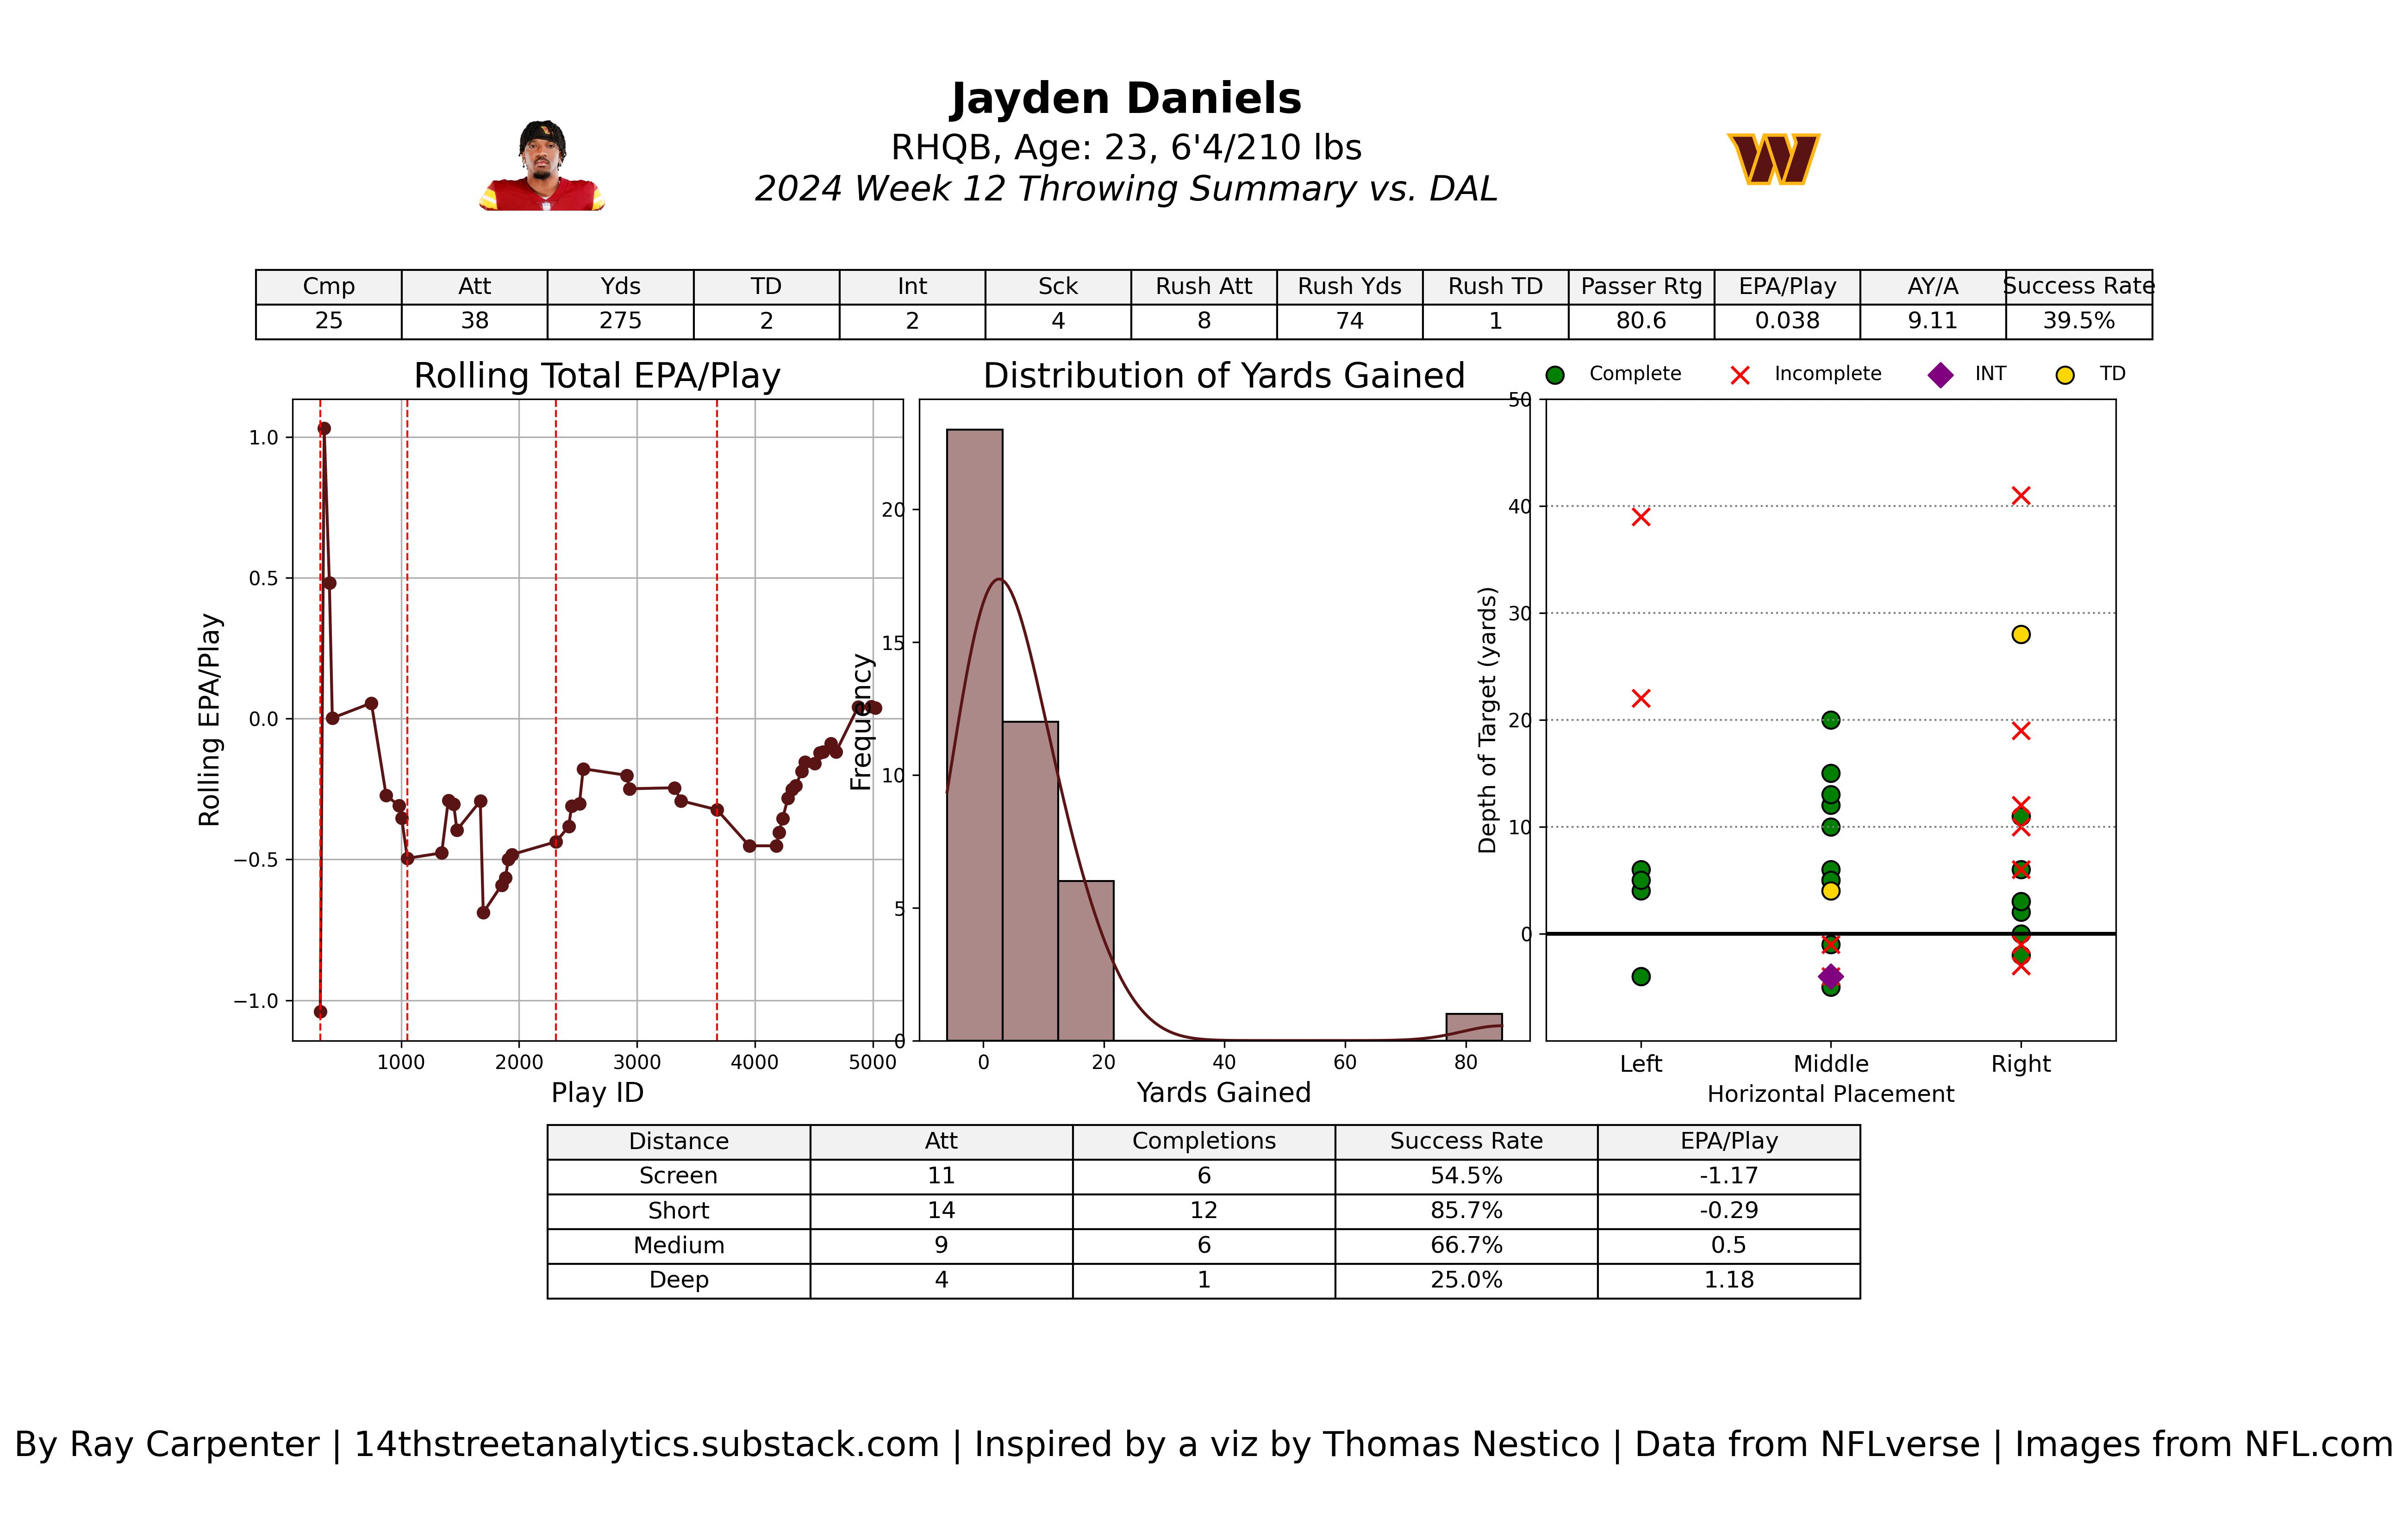 Jayden Daniels
RHQB, Age: 23, 6'4/210 lbs
2024 Week 12 Throwing Summary vs. DAL
Cmp Att Yds TD Int Sck Rush Att Rush Yds Rush TD Passer Rtg EPA/Play AY/A Success Rate
25 38 275 2 2 4 8 74 1 80.6 0.038 9.11 39.5%
Rolling Total EPA/Play
Rolling EPA/Play
1.0
0.5
0.0
−0.5
−1.0
1000 2000 3000 4000 5000
Play ID
Distribution of Yards Gained
Frequency
20
15
10
5
0
0 20 40 60 80
Yards Gained
Complete Incomplete INT TD
Depth of Target (yards)
50
40
30
20
10
0
Left Middle Right
Horizontal Placement
Distance Att Completions Success Rate EPA/Play
Screen 11 6 54.5% -1.17
Short 14 12 85.7% -0.29
Medium 9 6 66.7% 0.5
Deep 4 1 25.0% 1.18
By Ray Carpenter | 14thstreetanalytics.substack.com | Inspired by a viz by Thomas Nestico | Data from NFLverse | Images from NFL.com